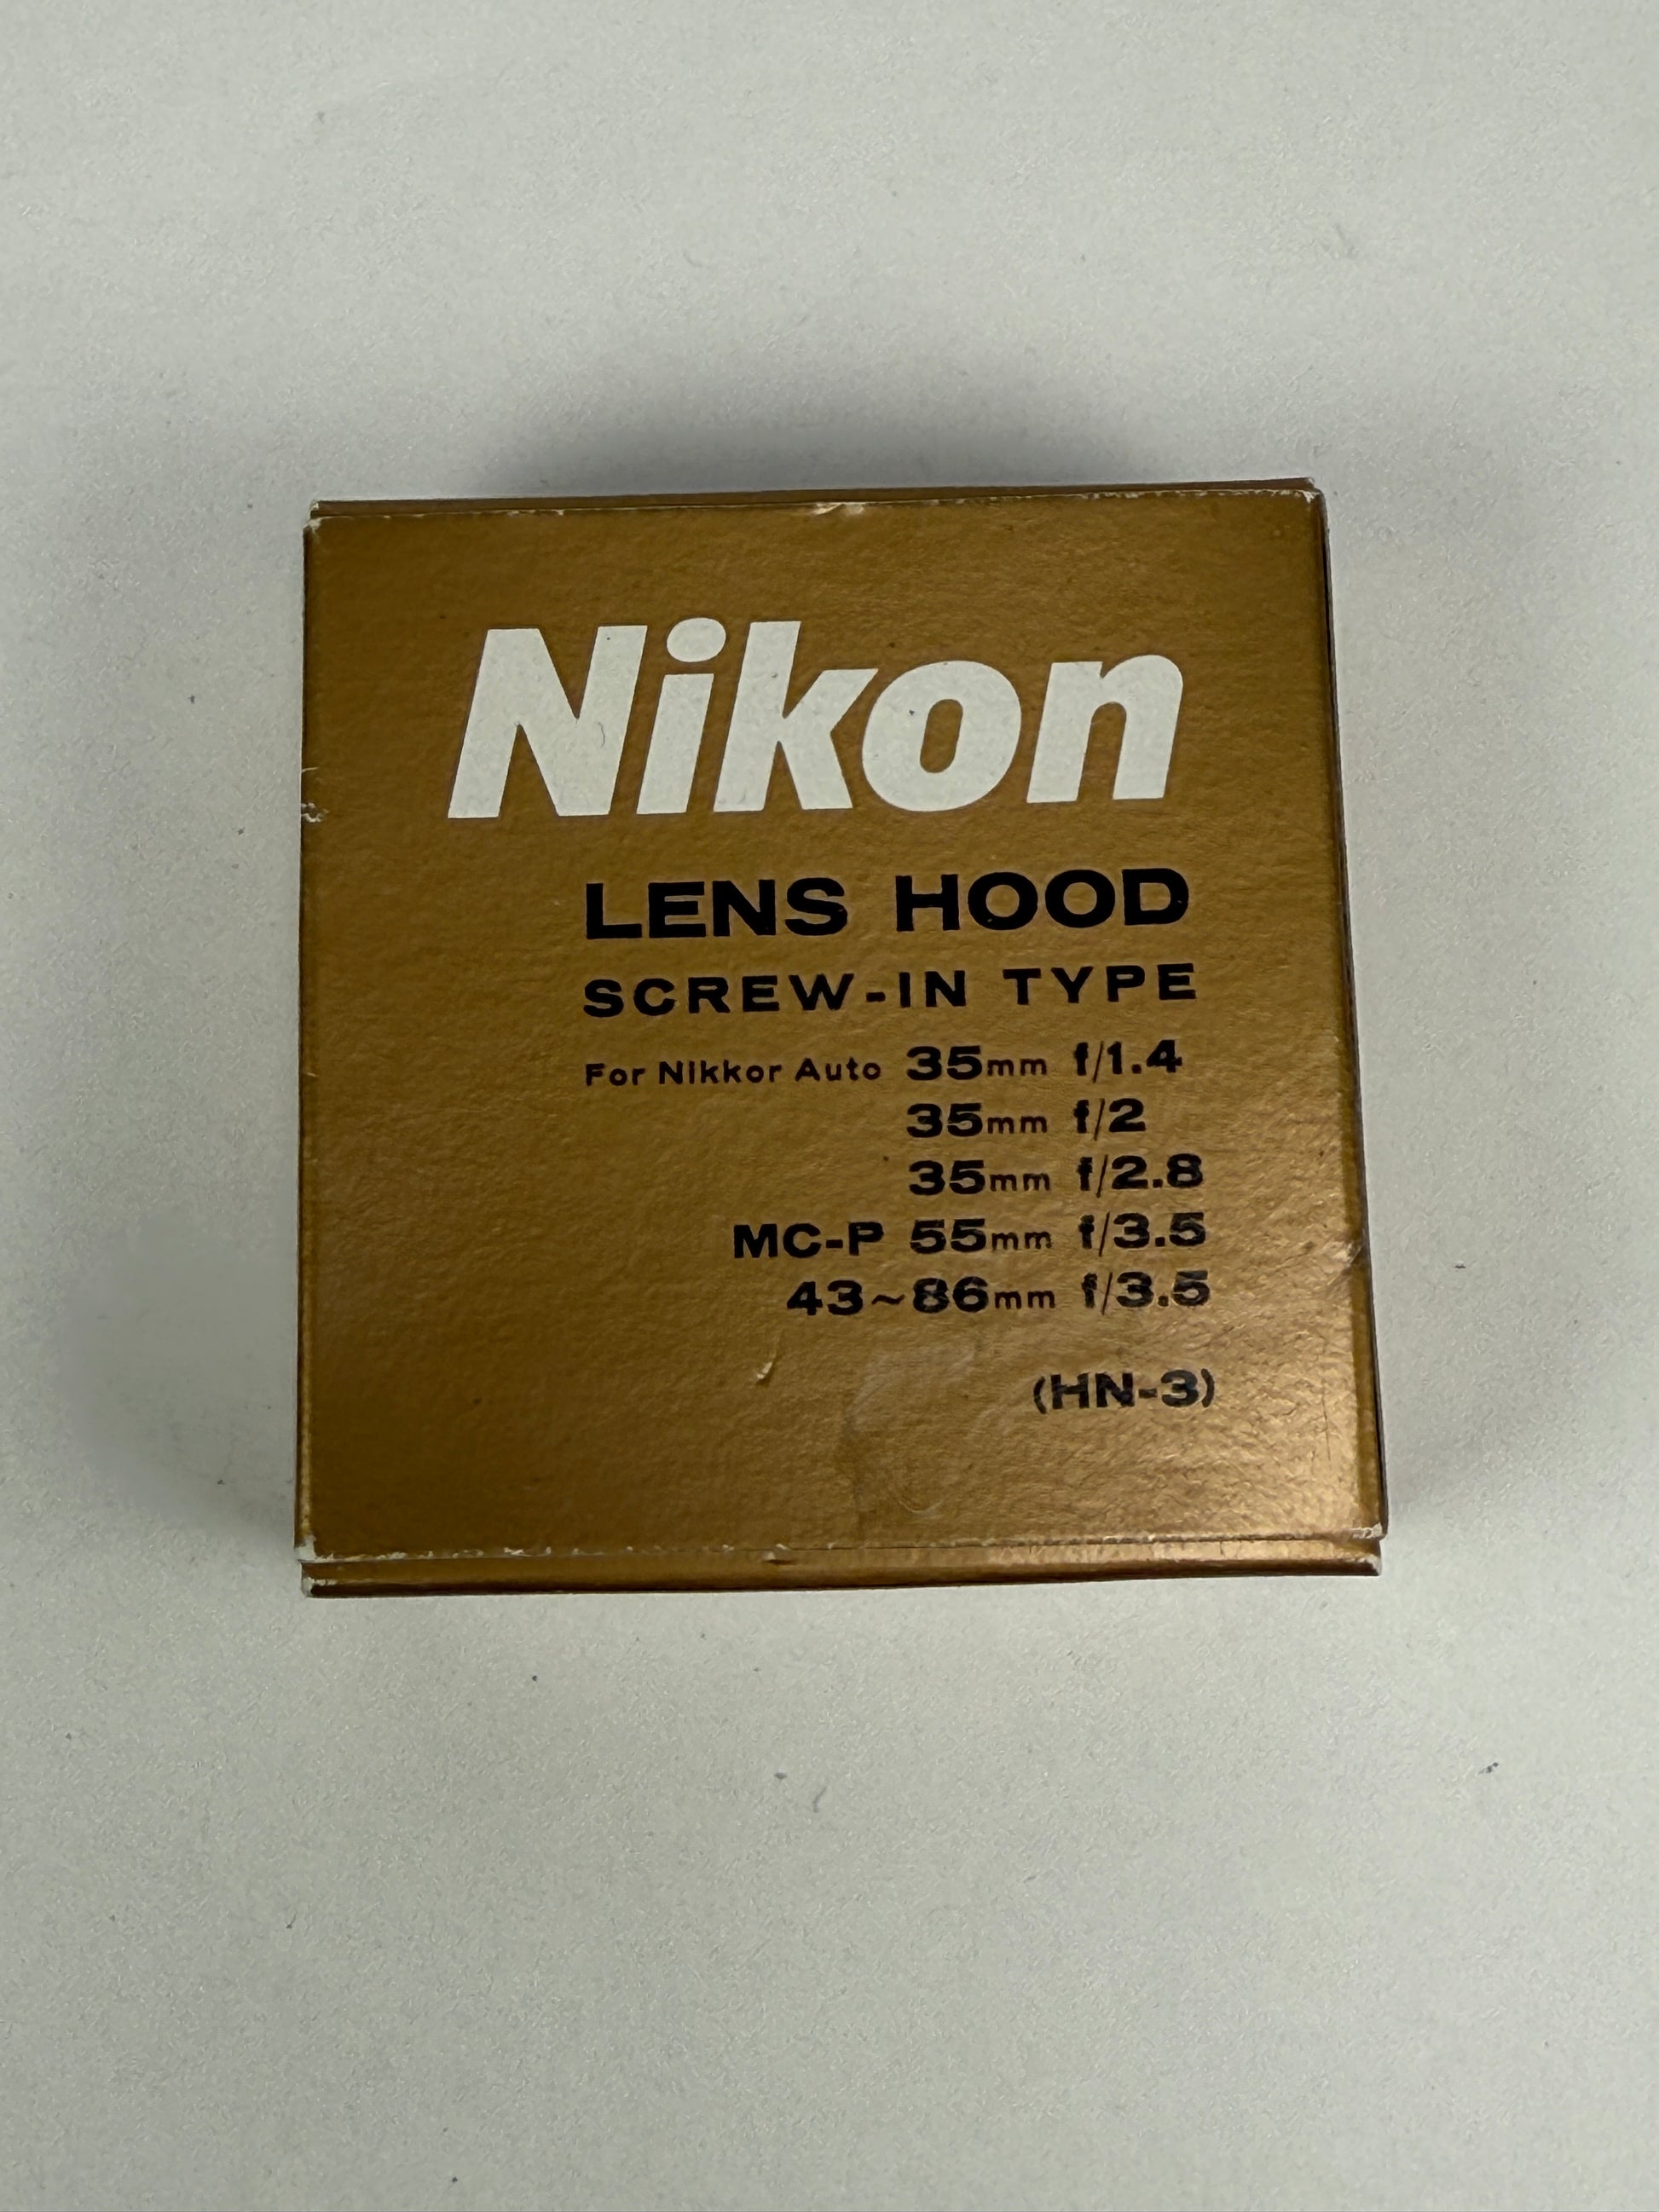 Nikon
LENS HOOD
SCREW-IN TYPE
For Nikkor Auto 35mm f/1.4
35mm f/2
35mm f/2.8
MC-P 55mm f/3.5
43~86mm f/3.5
(HN-3)